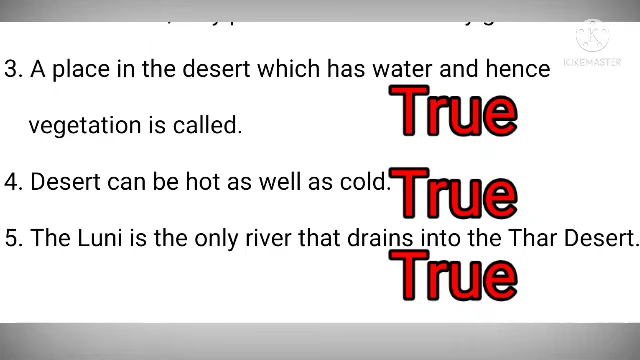 3. A place in the desert which has water and hence
True
vegetation is called.
4. Desert can be hot as well as cold.
True
5. The Luni is the only river that drains into the Thar Desert.
True
KINEMASTER